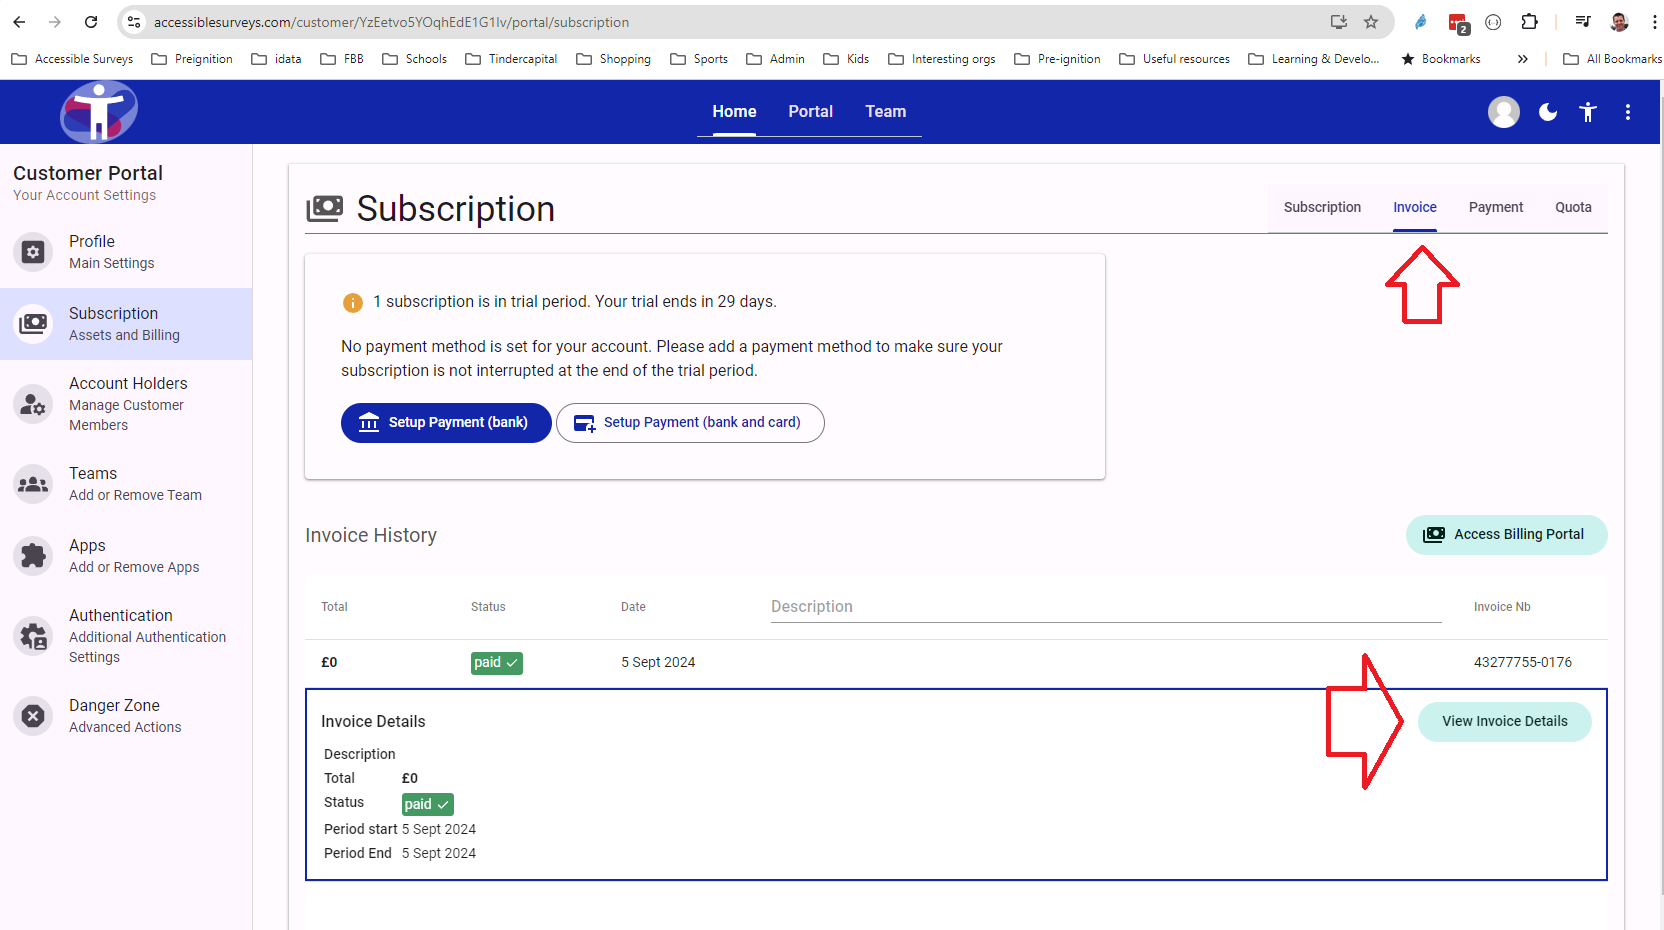 accessiblesurveys.com/customer/YzEetvo5YOqhEdE1G1lv/portal/subscription
2
Accessible Surveys Preignition idata FBB Schools Tindercapital Shopping Sports Admin Kids Interesting orgs Pre-ignition Useful resources Learning & Develo... Bookmarks » All Bookmarks
Home Portal Team
Customer Portal
Your Account Settings
Profile
Main Settings
Subscription
Assets and Billing
Account Holders
Manage Customer
Members
Teams
Add or Remove Team
Apps
Add or Remove Apps
Authentication
Additional Authentication
Settings
Danger Zone
Advanced Actions
Subscription
Subscription Invoice Payment Quota
1 subscription is in trial period. Your trial ends in 29 days.
No payment method is set for your account. Please add a payment method to make sure your
subscription is not interrupted at the end of the trial period.
Setup Payment (bank) Setup Payment (bank and card)
Invoice History
Access Billing Portal
Total Status Date Description Invoice Nb
£0 paid ✓ 5 Sept 2024 43277755-0176
Invoice Details
View Invoice Details
Description
Total £0
Status paid ✓
Period start 5 Sept 2024
Period End 5 Sept 2024